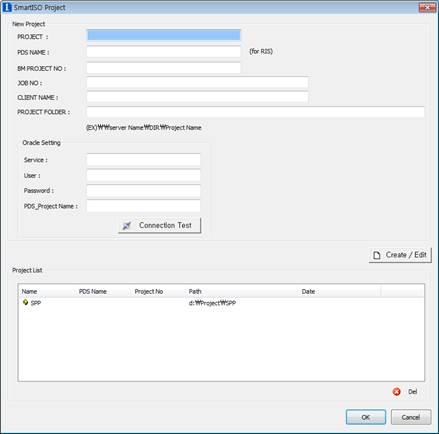 SmartISO Project
New Project
PROJECT :
PDS NAME :
(for RIS)
BM PROJECT NO :
JOB NO :
CLIENT NAME :
PROJECT FOLDER :
(EX)₩₩server Name₩DIR₩Project Name
Oracle Setting
Service :
User :
Password :
PDS_Project Name :
Connection Test
Create / Edit
Project List
Name PDS Name Project No Path Date
SPP d:₩Project₩SPP
Del
OK Cancel